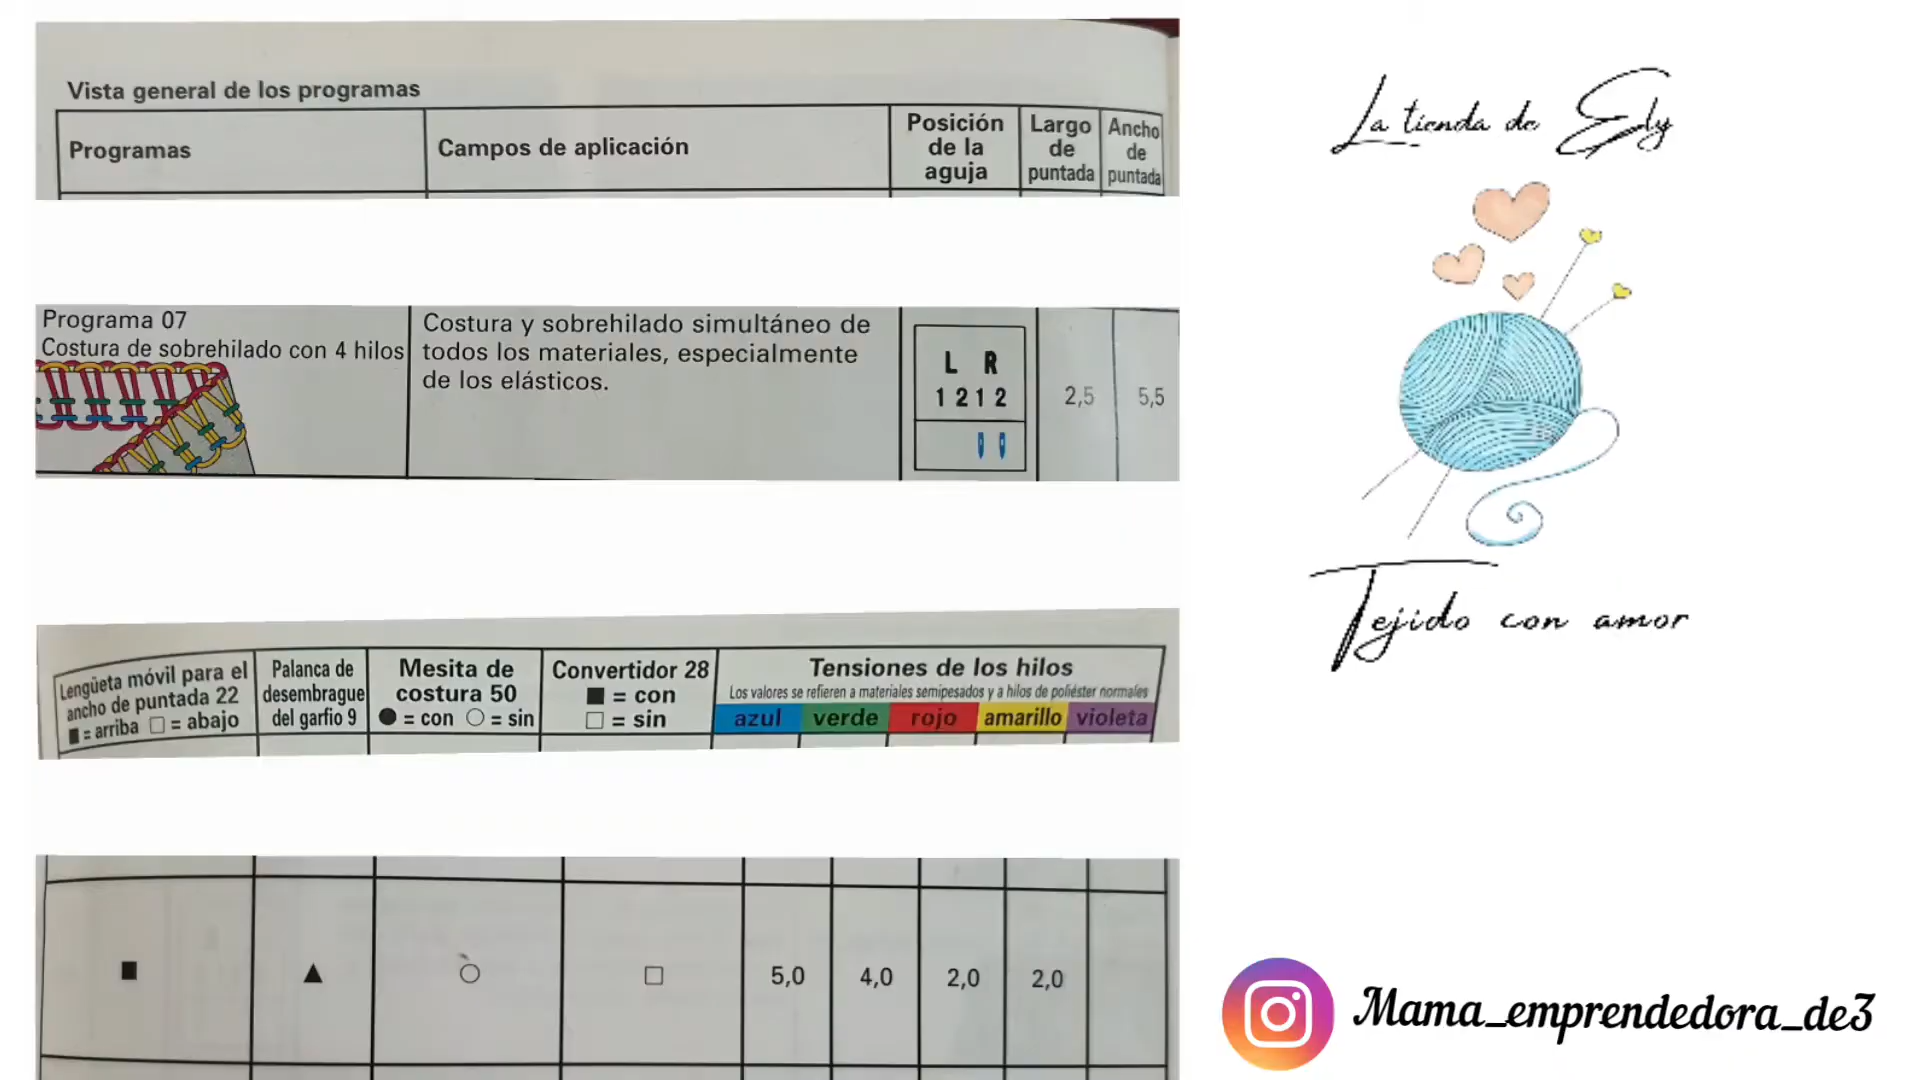 Vista general de los programas
Programas
Campos de aplicación
Posición
de la
aguja
Largo
de
puntada
Ancho
de
puntada
Programa 07
Costura de sobrehilado con 4 hilos
Costura y sobrehilado simultáneo de
todos los materiales, especialmente
de los elásticos.
L R
1 2 1 2
2,5
5,5
Lengüeta móvil para el
ancho de puntada 22
■ = arriba □ = abajo
Palanca de
desembrague
del garfio 9
Mesita de
costura 50
● = con ○ = sin
Convertidor 28
■ = con
□ = sin
Tensiones de los hilos
Los valores se refieren a materiales semipesados y a hilos de poliéster normales
azul verde rojo amarillo violeta
5,0 4,0 2,0 2,0
La tienda de Edy
Tejido con amor
Mama_emprendedora_de3